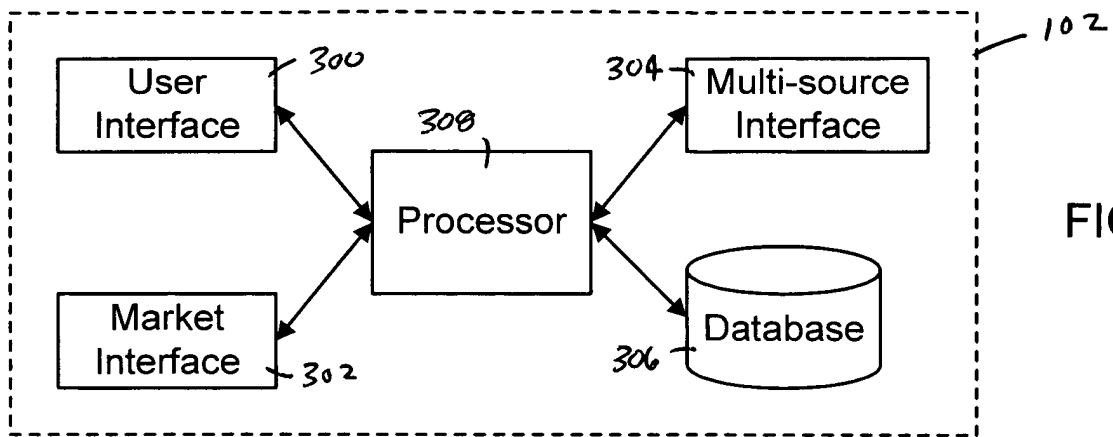 102
300
User
Interface
304
Multi-source
Interface
308
Processor
FIG
Market
Interface
302
306
Database